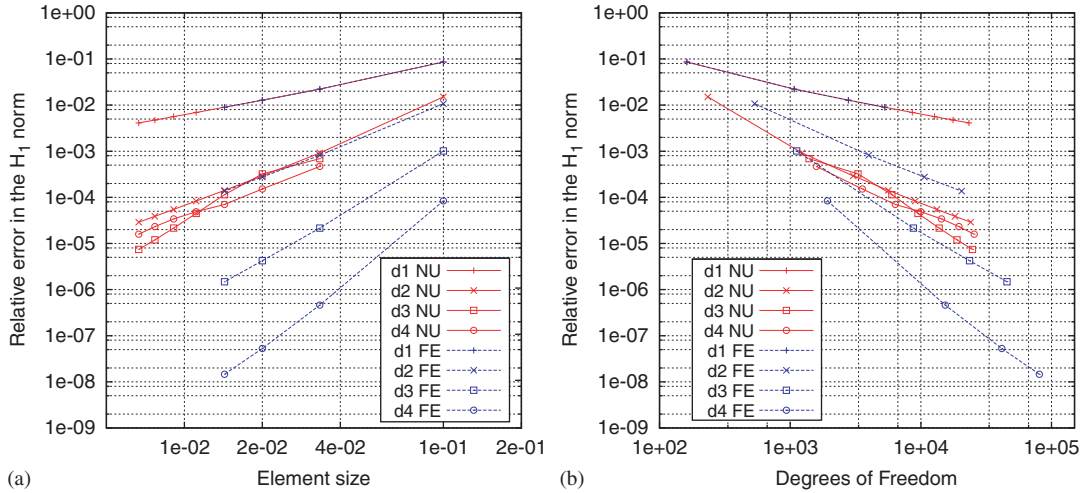 1e+00
1e-01
1e-02
1e-03
1e-04
1e-05
1e-06
1e-07
1e-08
1e-09
Relative error in the H1 norm
d1 NU
d2 NU
d3 NU
d4 NU
d1 FE
d2 FE
d3 FE
d4 FE
1e-02 2e-02 4e-02 1e-01 2e-01
(a) Element size
1e+00
1e-01
1e-02
1e-03
1e-04
1e-05
1e-06
1e-07
1e-08
1e-09
Relative error in the H1 norm
d1 NU
d2 NU
d3 NU
d4 NU
d1 FE
d2 FE
d3 FE
d4 FE
1e+02 1e+03 1e+04 1e+05
(b) Degrees of Freedom